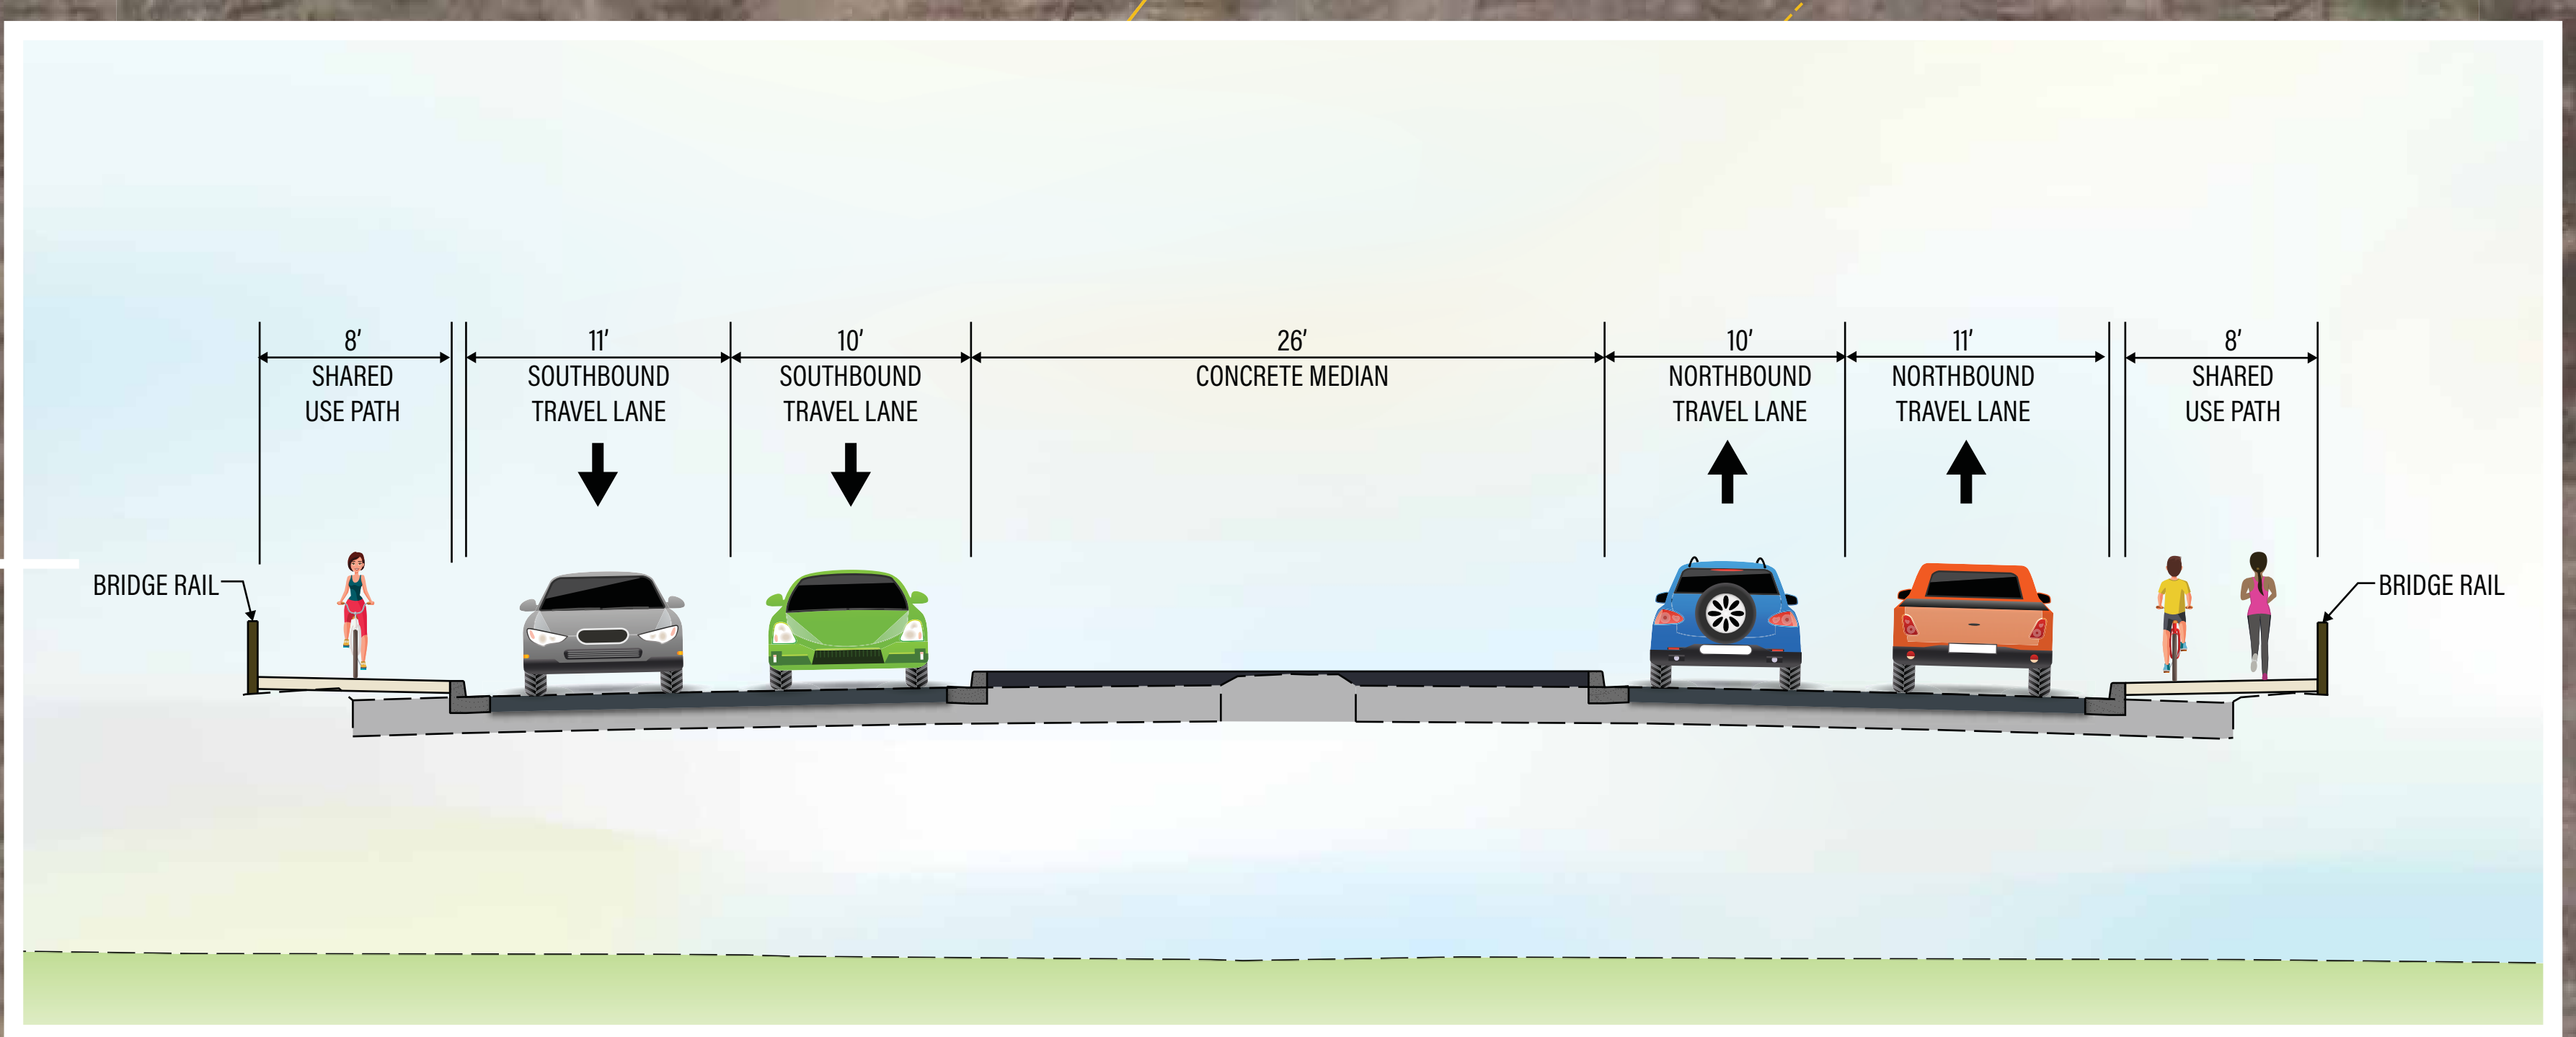 8′
SHARED
USE PATH
11′
SOUTHBOUND
TRAVEL LANE
10′
SOUTHBOUND
TRAVEL LANE
26′
CONCRETE MEDIAN
10′
NORTHBOUND
TRAVEL LANE
11′
NORTHBOUND
TRAVEL LANE
8′
SHARED
USE PATH
BRIDGE RAIL
BRIDGE RAIL